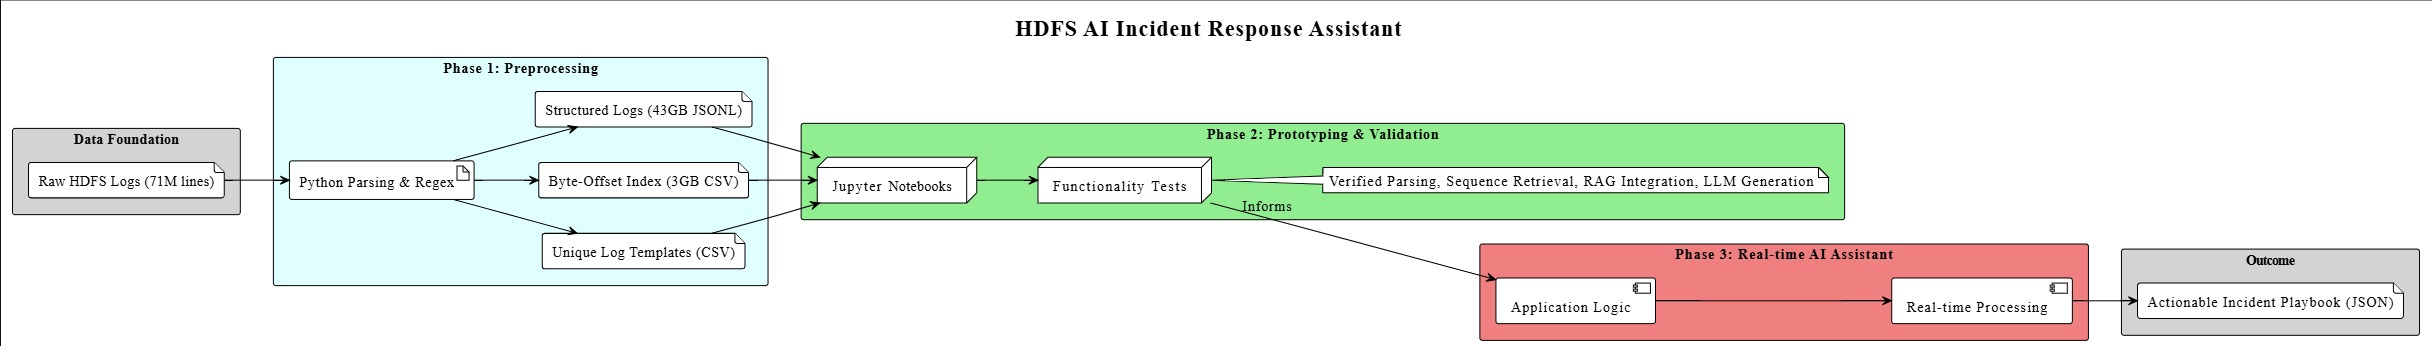 HDFS AI Incident Response Assistant
Data Foundation
Raw HDFS Logs (71M lines)
Phase 1: Preprocessing
Python Parsing & Regex
Structured Logs (43GB JSONL)
Byte-Offset Index (3GB CSV)
Unique Log Templates (CSV)
Phase 2: Prototyping & Validation
Jupyter Notebooks
Functionality Tests
Verified Parsing, Sequence Retrieval, RAG Integration, LLM Generation
Informs
Phase 3: Real-time AI Assistant
Application Logic
Real-time Processing
Outcome
Actionable Incident Playbook (JSON)